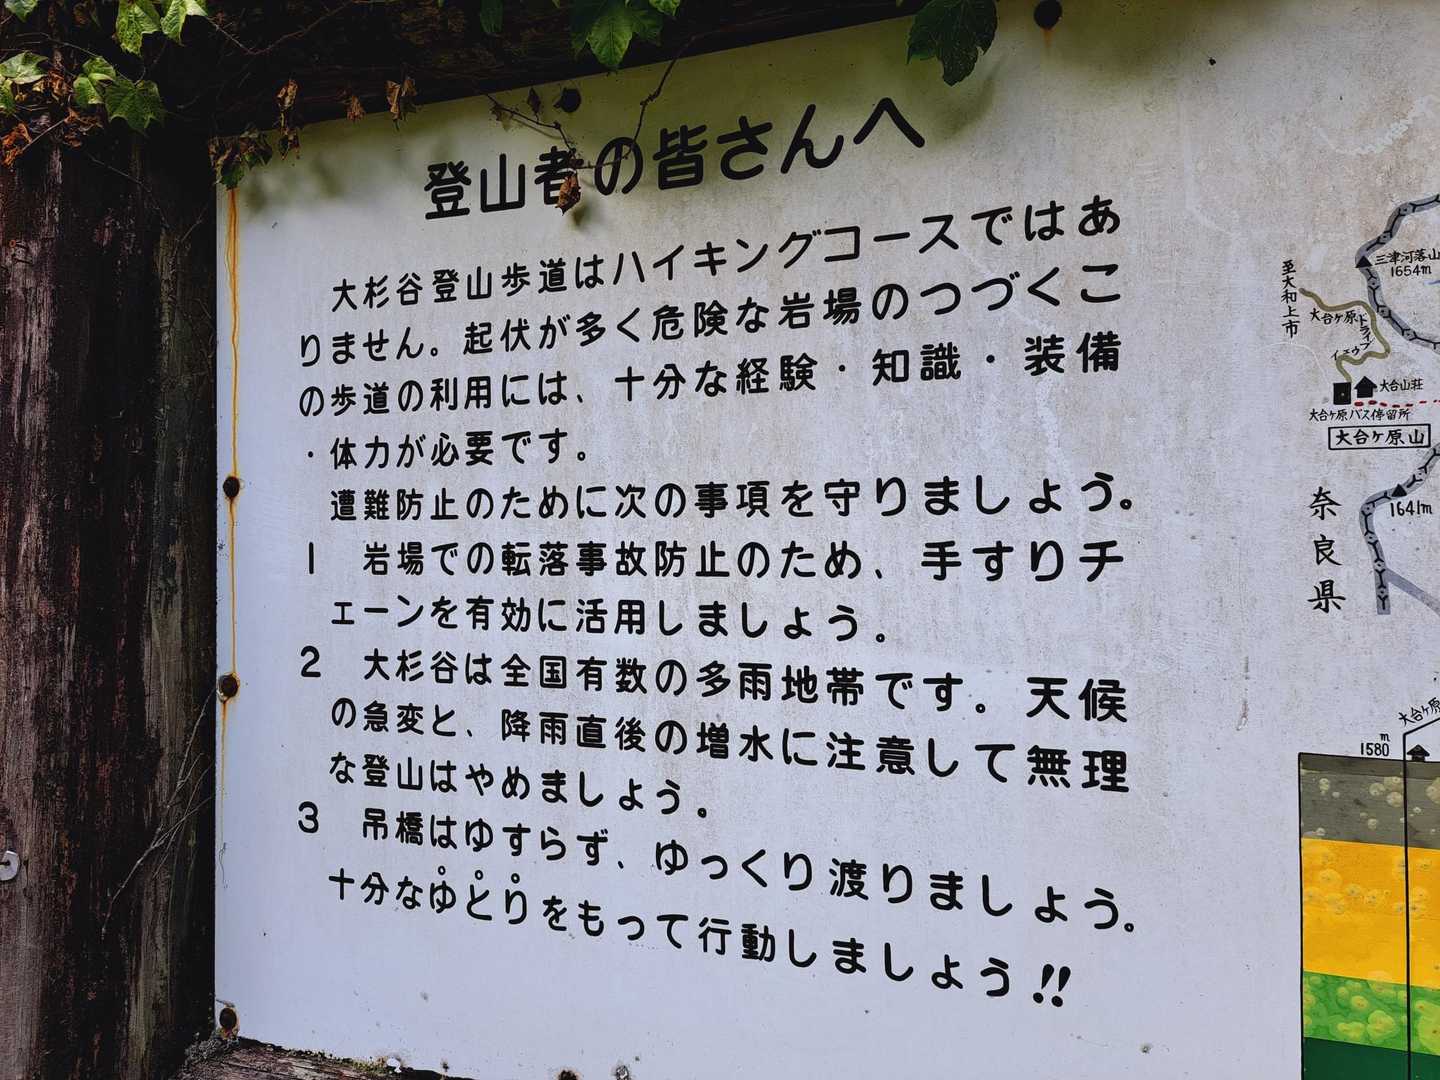 登山者の皆さんへ
大杉谷登山歩道はハイキングコースではあ
りません。起伏が多く危険な岩場のつづくこ
の歩道の利用には、十分な経験・知識・装備
・体力が必要です。
遭難防止のために次の事項を守りましょう。
1 岩場での転落事故防止のため、手すりチ
ェーンを有効に活用しましょう。
2 大杉谷は全国有数の多雨地帯です。天候
の急変と、降雨直後の増水に注意して無理
な登山はやめましょう。
3 吊橋はゆすらず、ゆっくり渡りましょう。
十分なゆとりをもって行動しましょう!!
三津河落山
1654m
至大和上市
大台ヶ原
ドライブ
ウェイ
大台山荘
大台ヶ原バス停留所
大台ヶ原山
1641m
奈良県
大台ヶ原
m
1580